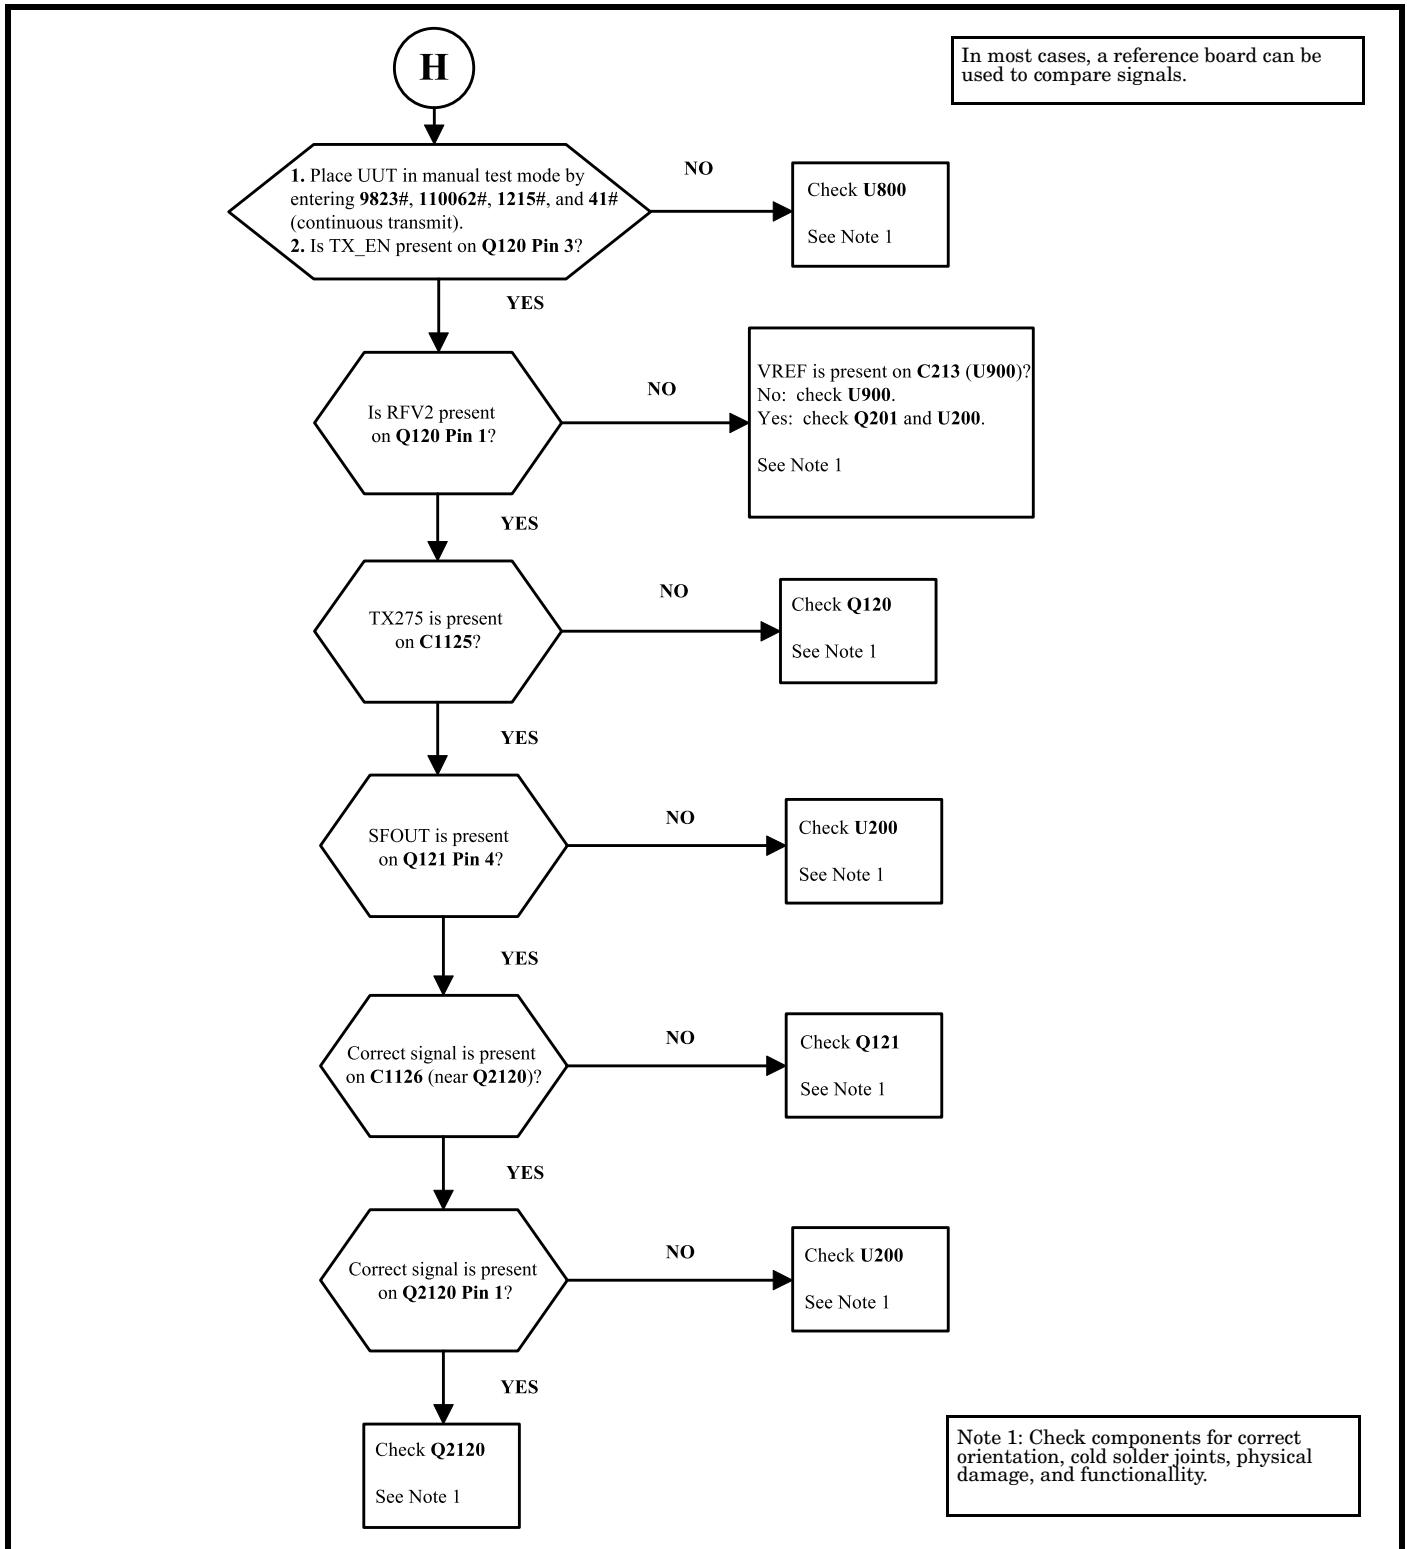 H
In most cases, a reference board can be
used to compare signals.
1. Place UUT in manual test mode by
entering 9823#, 110062#, 1215#, and 41#
(continuous transmit).
2. Is TX_EN present on Q120 Pin 3?
NO
Check U800
See Note 1
YES
Is RFV2 present
on Q120 Pin 1?
NO
VREF is present on C213 (U900)?
No: check U900.
Yes: check Q201 and U200.
See Note 1
YES
TX275 is present
on C1125?
NO
Check Q120
See Note 1
YES
SFOUT is present
on Q121 Pin 4?
NO
Check U200
See Note 1
YES
Correct signal is present
on C1126 (near Q2120)?
NO
Check Q121
See Note 1
YES
Correct signal is present
on Q2120 Pin 1?
NO
Check U200
See Note 1
YES
Check Q2120
See Note 1
Note 1: Check components for correct
orientation, cold solder joints, physical
damage, and functionallity.